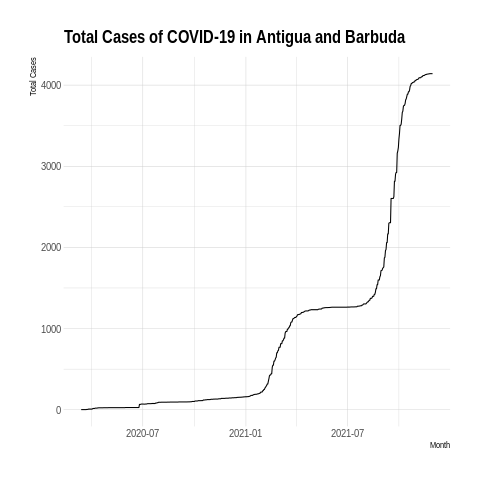 Total Cases of COVID-19 in Antigua and Barbuda
Total Cases
4000
3000
2000
1000
0
2020-07
2021-01
2021-07
Month